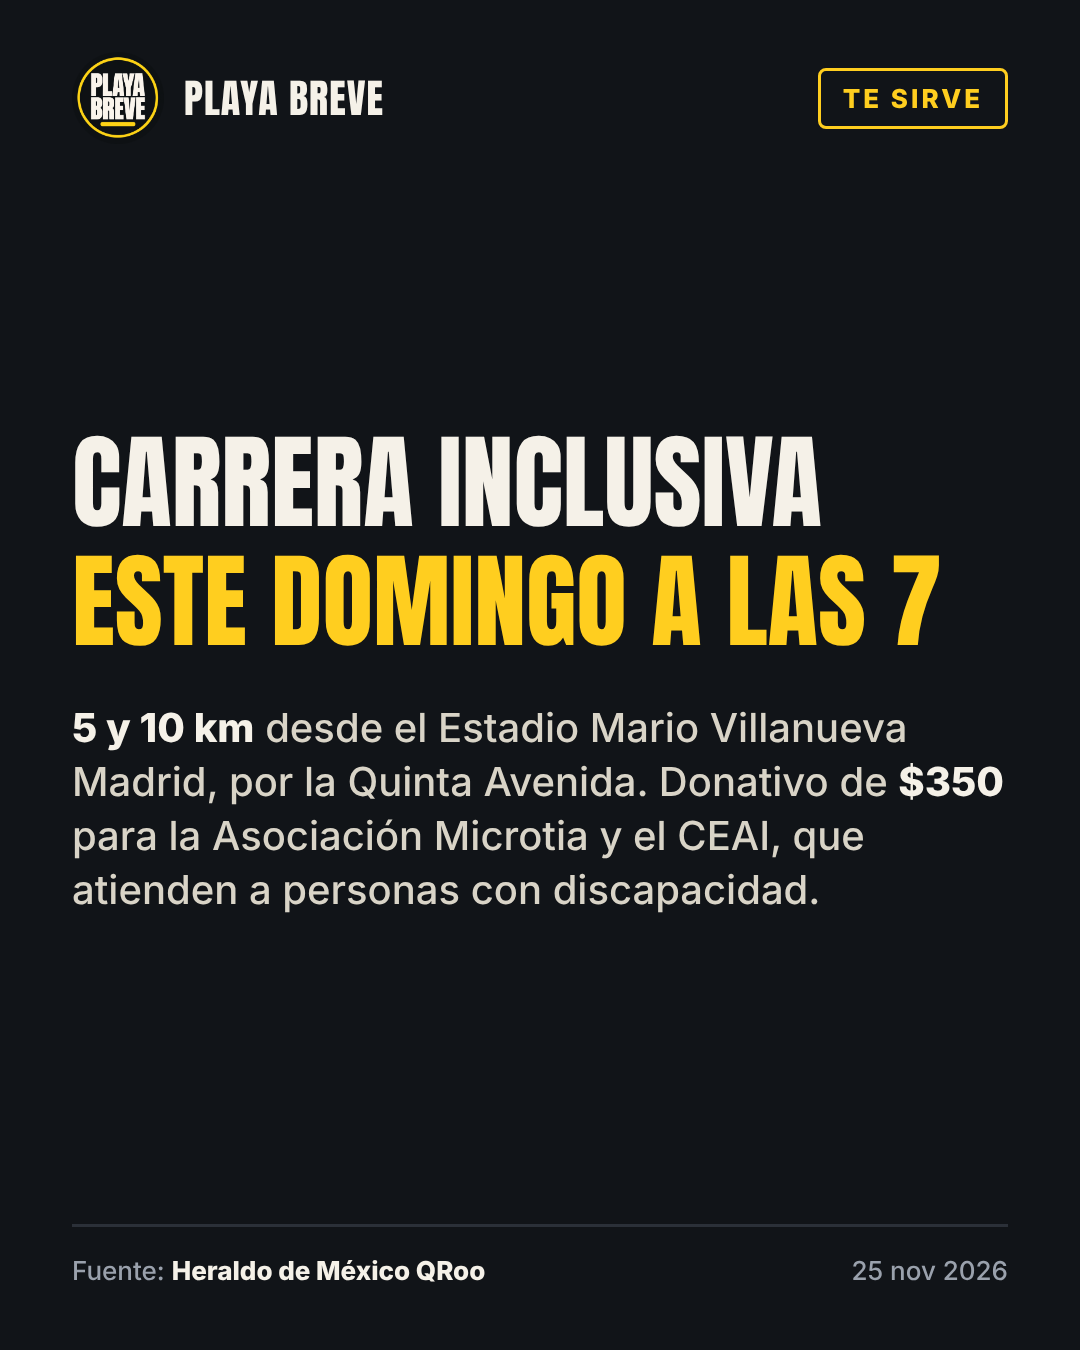 PLAYA
BREVE
PLAYA BREVE
TE SIRVE
CARRERA INCLUSIVA
ESTE DOMINGO A LAS 7
5 y 10 km desde el Estadio Mario Villanueva
Madrid, por la Quinta Avenida. Donativo de $350
para la Asociación Microtia y el CEAI, que
atienden a personas con discapacidad.
Fuente: Heraldo de México QRoo
25 nov 2026